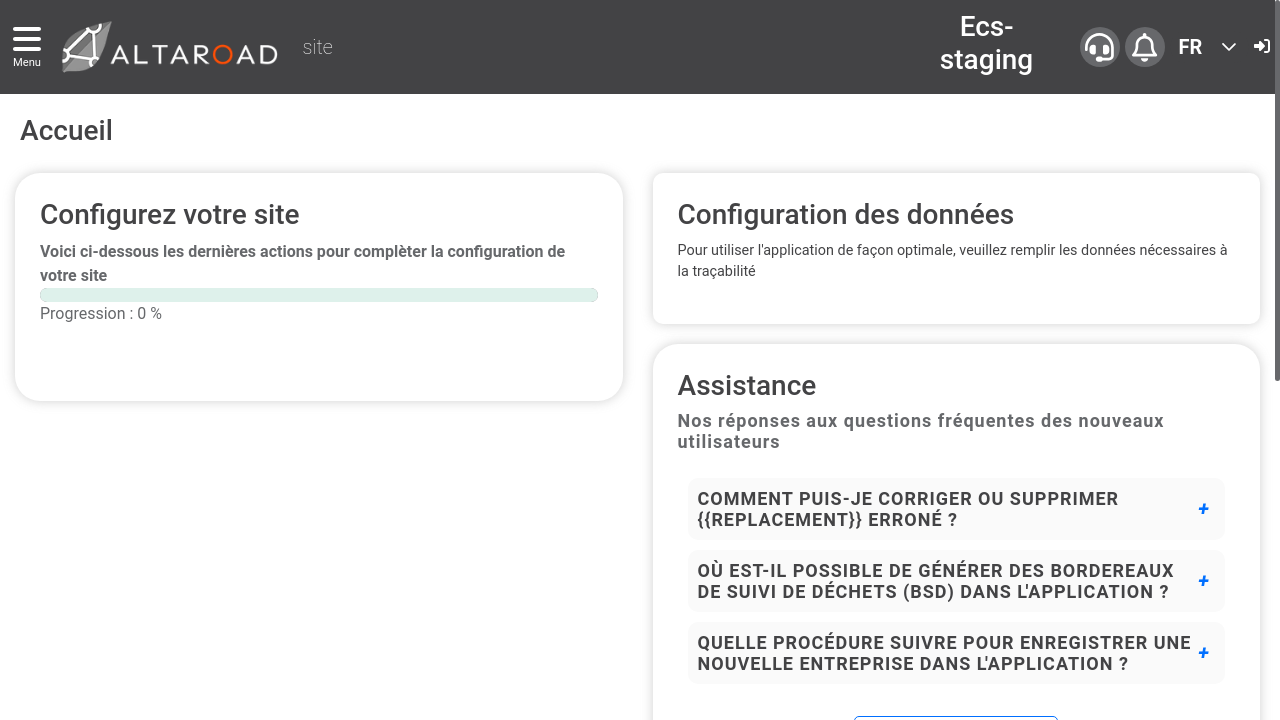 Menu
ALTAROAD
site
Ecs-
staging
FR
Accueil
Configurez votre site
Voici ci-dessous les dernières actions pour complèter la configuration de
votre site
Progression : 0 %
Configuration des données
Pour utiliser l'application de façon optimale, veuillez remplir les données nécessaires à
la traçabilité
Assistance
Nos réponses aux questions fréquentes des nouveaux
utilisateurs
COMMENT PUIS-JE CORRIGER OU SUPPRIMER
{{REPLACEMENT}} ERRONÉ ?
+
OÙ EST-IL POSSIBLE DE GÉNÉRER DES BORDEREAUX
DE SUIVI DE DÉCHETS (BSD) DANS L'APPLICATION ?
+
QUELLE PROCÉDURE SUIVRE POUR ENREGISTRER UNE
NOUVELLE ENTREPRISE DANS L'APPLICATION ?
+